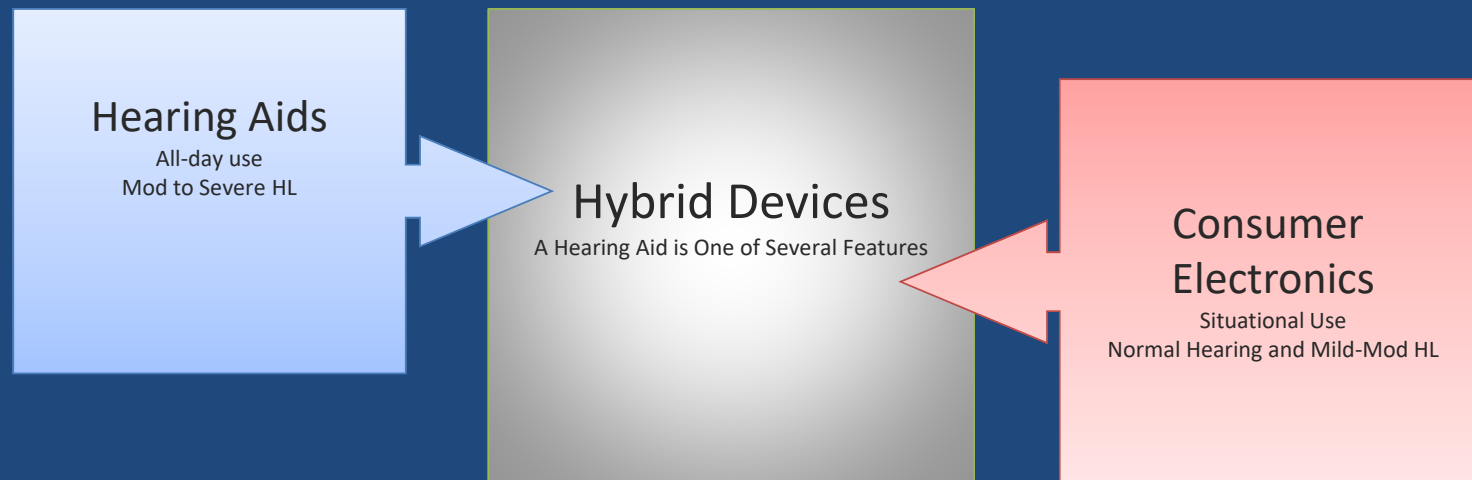 Hearing Aids
All-day use
Mod to Severe HL
Hybrid Devices
A Hearing Aid is One of Several Features
Consumer
Electronics
Situational Use
Normal Hearing and Mild-Mod HL